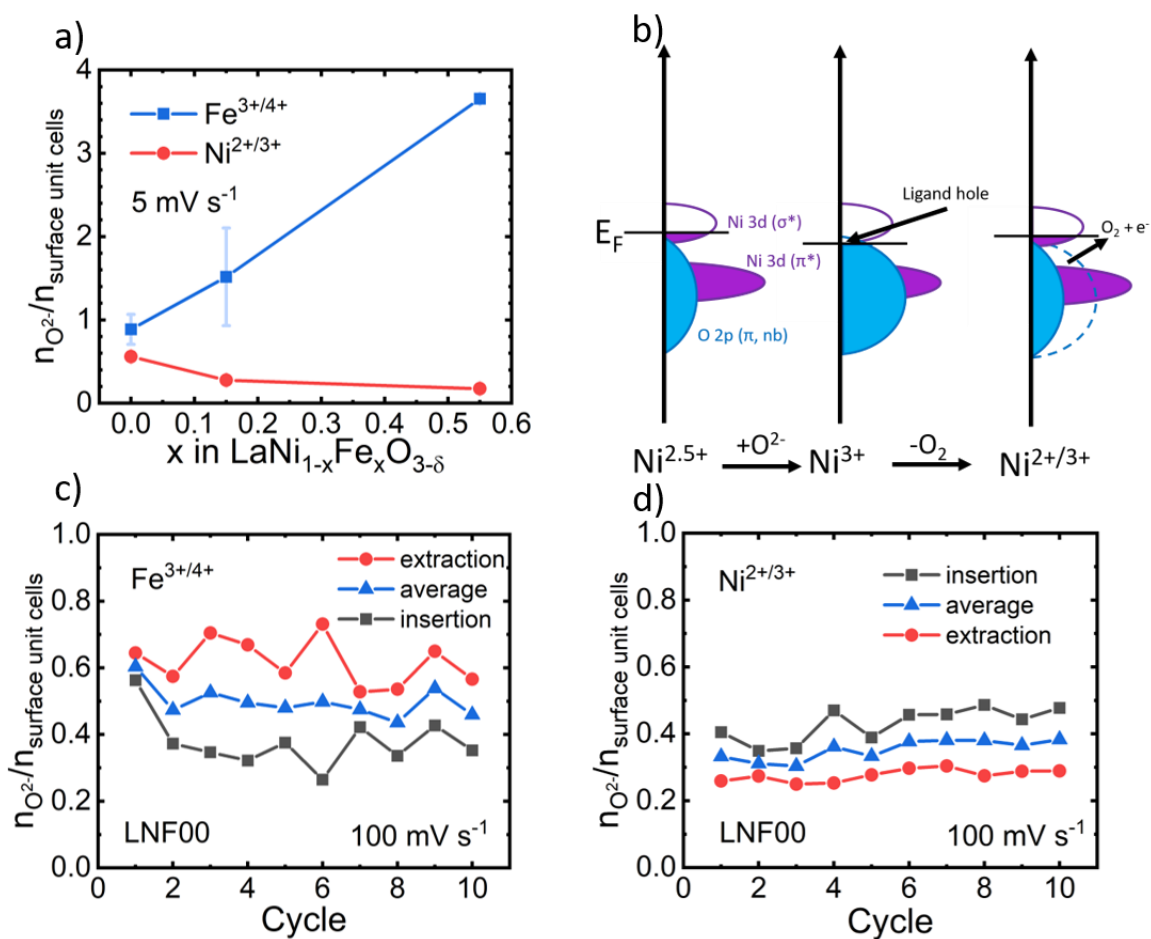 a)
4
3
2
1
0
Fe3+/4+
Ni2+/3+
5 mV s-1
nO2-/nsurface unit cells
0.0 0.1 0.2 0.3 0.4 0.5 0.6
x in LaNi1-xFexO3-δ
b)
EF
Ni 3d (σ*)
Ni 3d (π*)
O 2p (π, nb)
Ligand hole
O2 + e-
Ni2.5+ +O2- Ni3+ -O2 Ni2+/3+
c)
1.0
0.8
0.6
0.4
0.2
0.0
Fe3+/4+
extraction
average
insertion
nO2-/nsurface unit cells
LNF00 100 mV s-1
0 2 4 6 8 10
Cycle
d)
1.0
0.8
0.6
0.4
0.2
0.0
Ni2+/3+
insertion
average
extraction
nO2-/nsurface unit cells
LNF00 100 mV s-1
0 2 4 6 8 10
Cycle